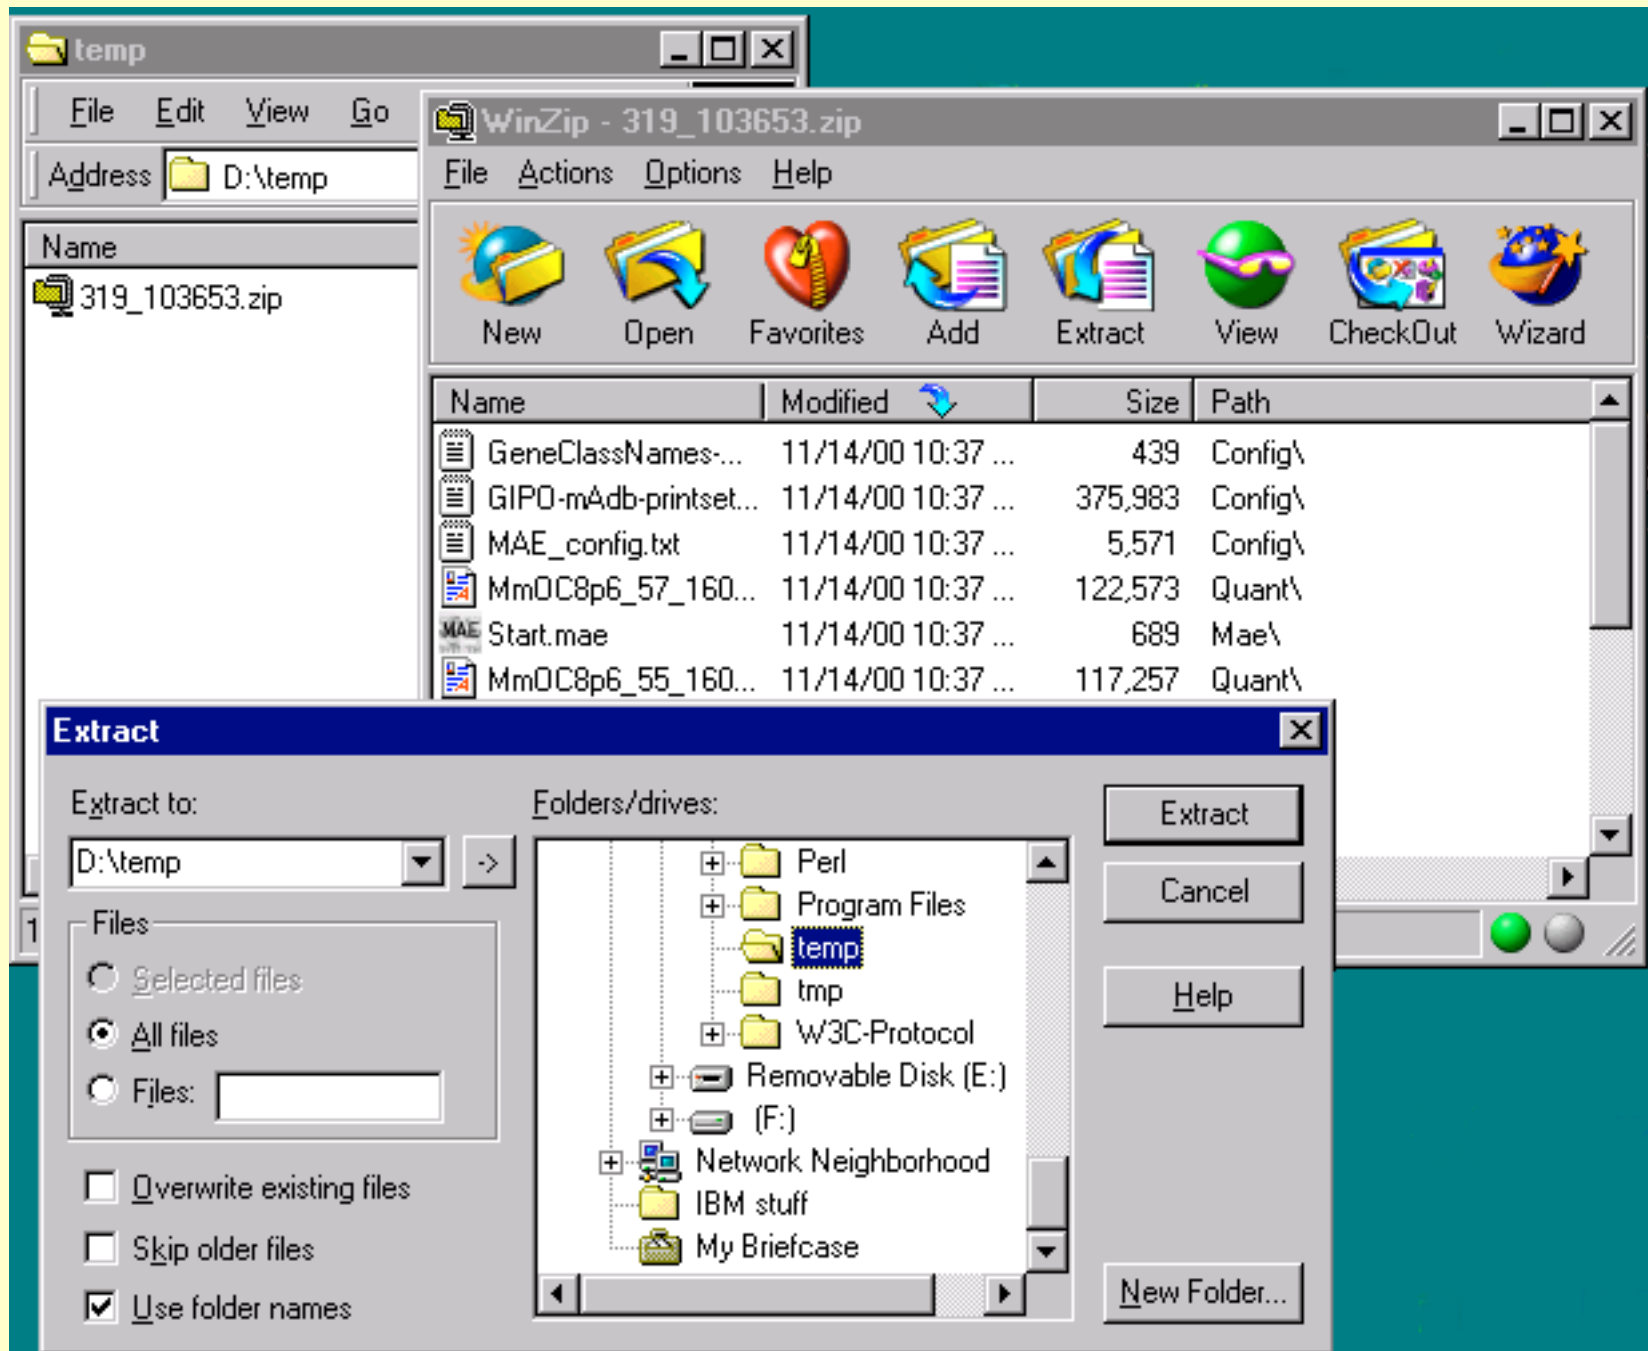 temp
File Edit View Go
Address D:\temp
Name
319_103653.zip
WinZip - 319_103653.zip
File Actions Options Help
New Open Favorites Add Extract View CheckOut Wizard
Name Modified Size Path
GeneClassNames-... 11/14/00 10:37 ... 439 Config\
GIPO-mAdb-printset... 11/14/00 10:37 ... 375,983 Config\
MAE_config.txt 11/14/00 10:37 ... 5,571 Config\
MmOC8p6_57_160... 11/14/00 10:37 ... 122,573 Quant\
MAE Start.mae 11/14/00 10:37 ... 689 Mae\
MmOC8p6_55_160... 11/14/00 10:37 ... 117,257 Quant\
1
Extract
Extract to:
D:\temp
->
Files
Selected files
All files
Files:
Overwrite existing files
Skip older files
Use folder names
Folders/drives:
Perl
Program Files
temp
tmp
W3C-Protocol
Removable Disk (E:)
(F:)
Network Neighborhood
IBM stuff
My Briefcase
Extract
Cancel
Help
New Folder...